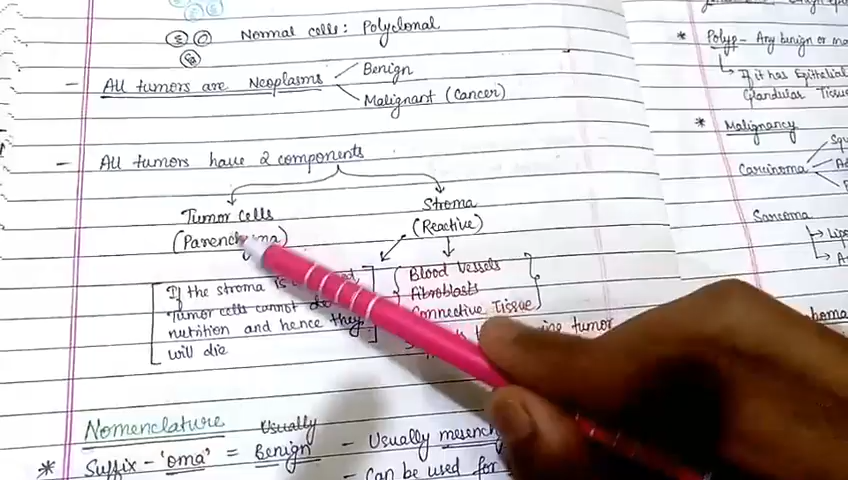 Normal cells: Polyclonal
- All tumors are Neoplasms
Benign
Malignant (Cancer)
- All tumors have 2 components
Tumor cells
(Parenchyma)
Stroma
(Reactive)
Blood Vessels
Fibroblasts
Connective Tissue
If the stroma is
Tumor cells cannot
nutrition and hence they
will die
tumor
Nomenclature
* Suffix - 'oma' = Benign
Usually
- Usually
- Can be used for
* Polyp - Any benign or
If it has Epithelial
Glandular
* Malignancy
Carcinoma
Sarcoma